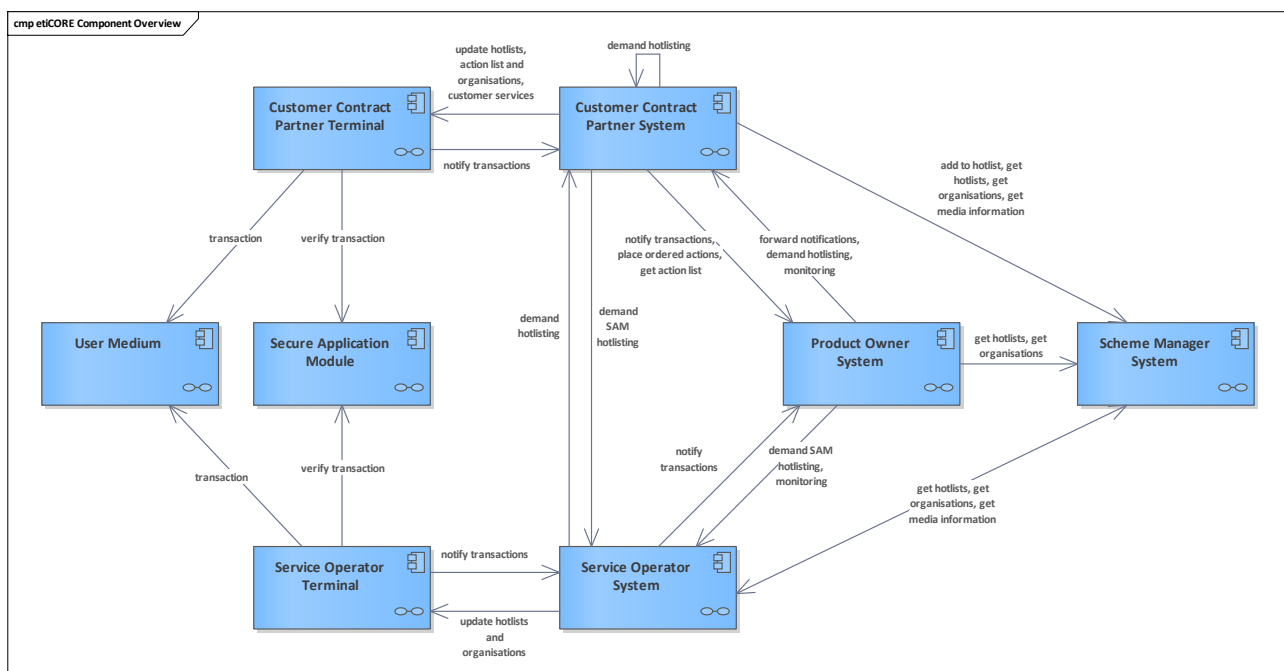 cmp etiCORE Component Overview
demand hotlisting
update hotlists,
action list and
organisations,
customer services
Customer Contract
Partner Terminal
Customer Contract
Partner System
notify transactions
add to hotlist, get
hotlists, get
organisations, get
media information
transaction
verify transaction
notify transactions,
place ordered actions,
get action list
forward notifications,
demand hotlisting,
monitoring
demand
hotlisting
demand
SAM
hotlisting
User Medium
Secure Application
Module
Product Owner
System
get hotlists, get
organisations
Scheme Manager
System
transaction
verify transaction
notify
transactions
demand SAM
hotlisting,
monitoring
get hotlists, get
organisations, get
media information
Service Operator
Terminal
notify transactions
Service Operator
System
update hotlists
and
organisations